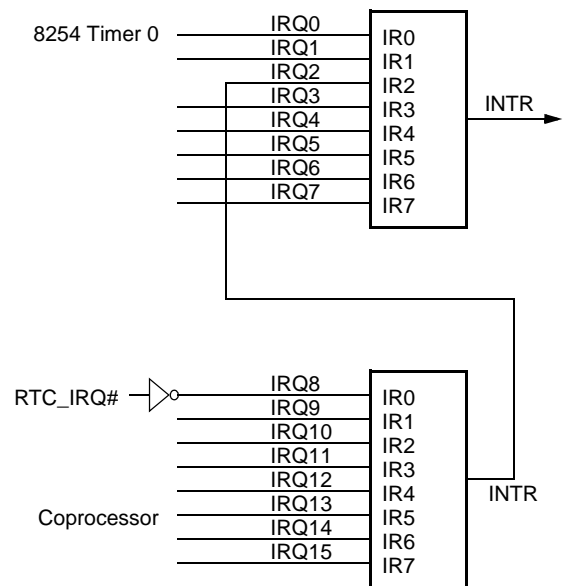 8254 Timer 0
IRQ0
IR0
IRQ1
IR1
IRQ2
IR2
IRQ3
IR3
INTR
IRQ4
IR4
IRQ5
IR5
IRQ6
IR6
IRQ7
IR7
RTC_IRQ#
IRQ8
IR0
IRQ9
IR1
IRQ10
IR2
IRQ11
IR3
IRQ12
IR4
INTR
Coprocessor
IRQ13
IR5
IRQ14
IR6
IRQ15
IR7